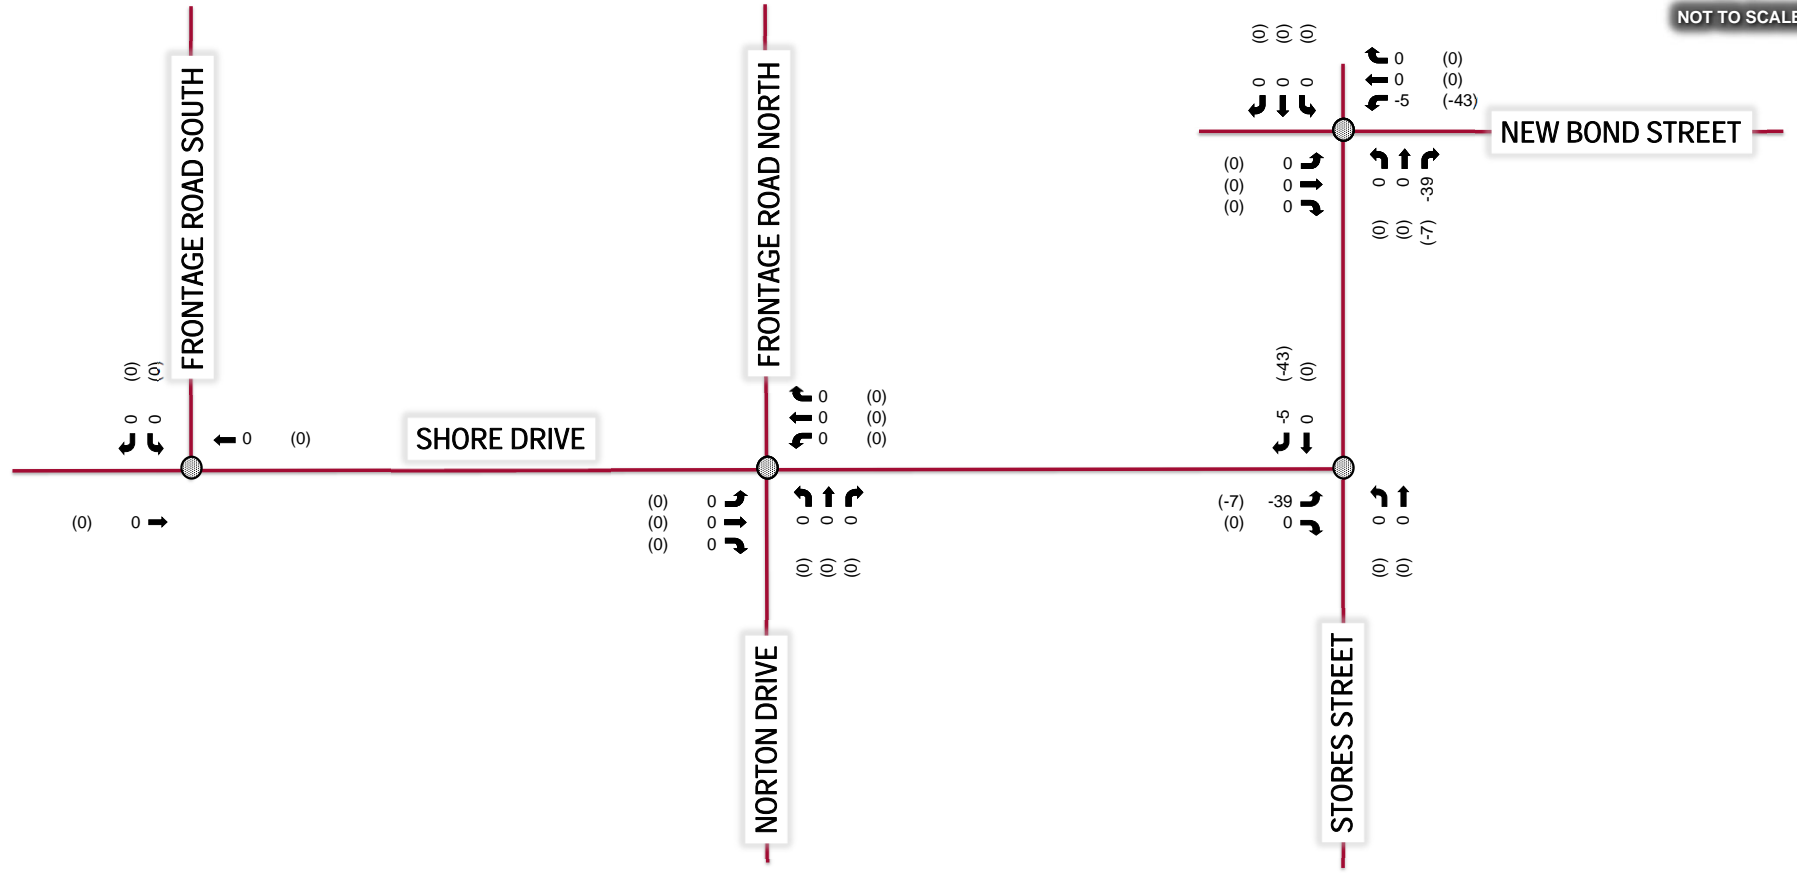 NOT TO SCALE
(0) (0) (0)
0 0 0
0 (0)
0 (0)
-5 (-43)
NEW BOND STREET
(0) 0
(0) 0
(0) 0
0 0 -39
(0) (0) (-7)
FRONTAGE ROAD SOUTH
FRONTAGE ROAD NORTH
(0) (0)
0 0
0 (0)
SHORE DRIVE
(0) 0
0 (0)
0 (0)
0 (0)
(0) 0
(0) 0
(0) 0
0 0 0
(0) (0) (0)
(-43) (0)
-5 0
(-7) -39
(0) 0
0 0
(0) (0)
NORTON DRIVE
STORES STREET